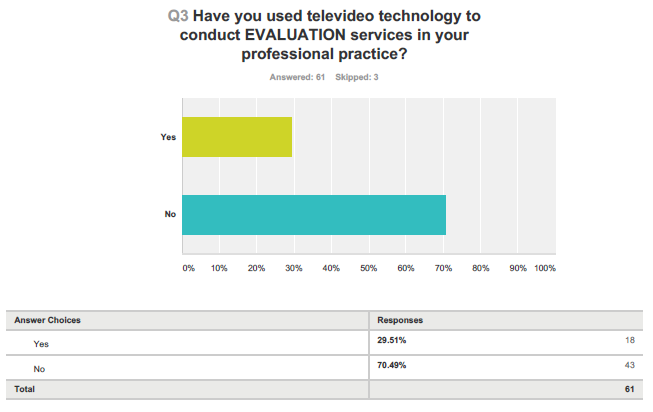 Q3 Have you used televideo technology to
conduct EVALUATION services in your
professional practice?
Answered: 61 Skipped: 3
Yes
No
0% 10% 20% 30% 40% 50% 60% 70% 80% 90% 100%
Answer Choices Responses
Yes 29.51% 18
No 70.49% 43
Total 61